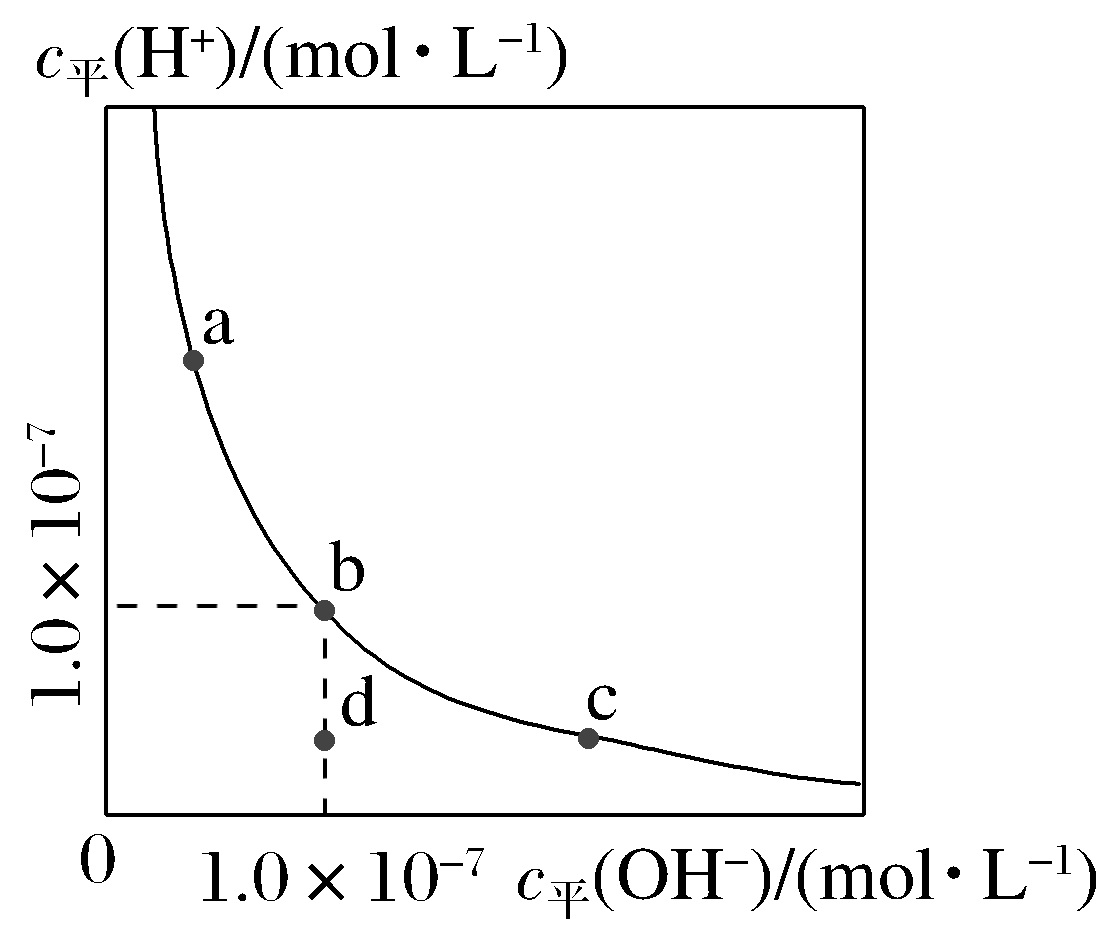 c平(H⁺)/(mol·L⁻¹)
a
1.0×10⁻⁷
b
d
c
0
1.0×10⁻⁷ c平(OH⁻)/(mol·L⁻¹)